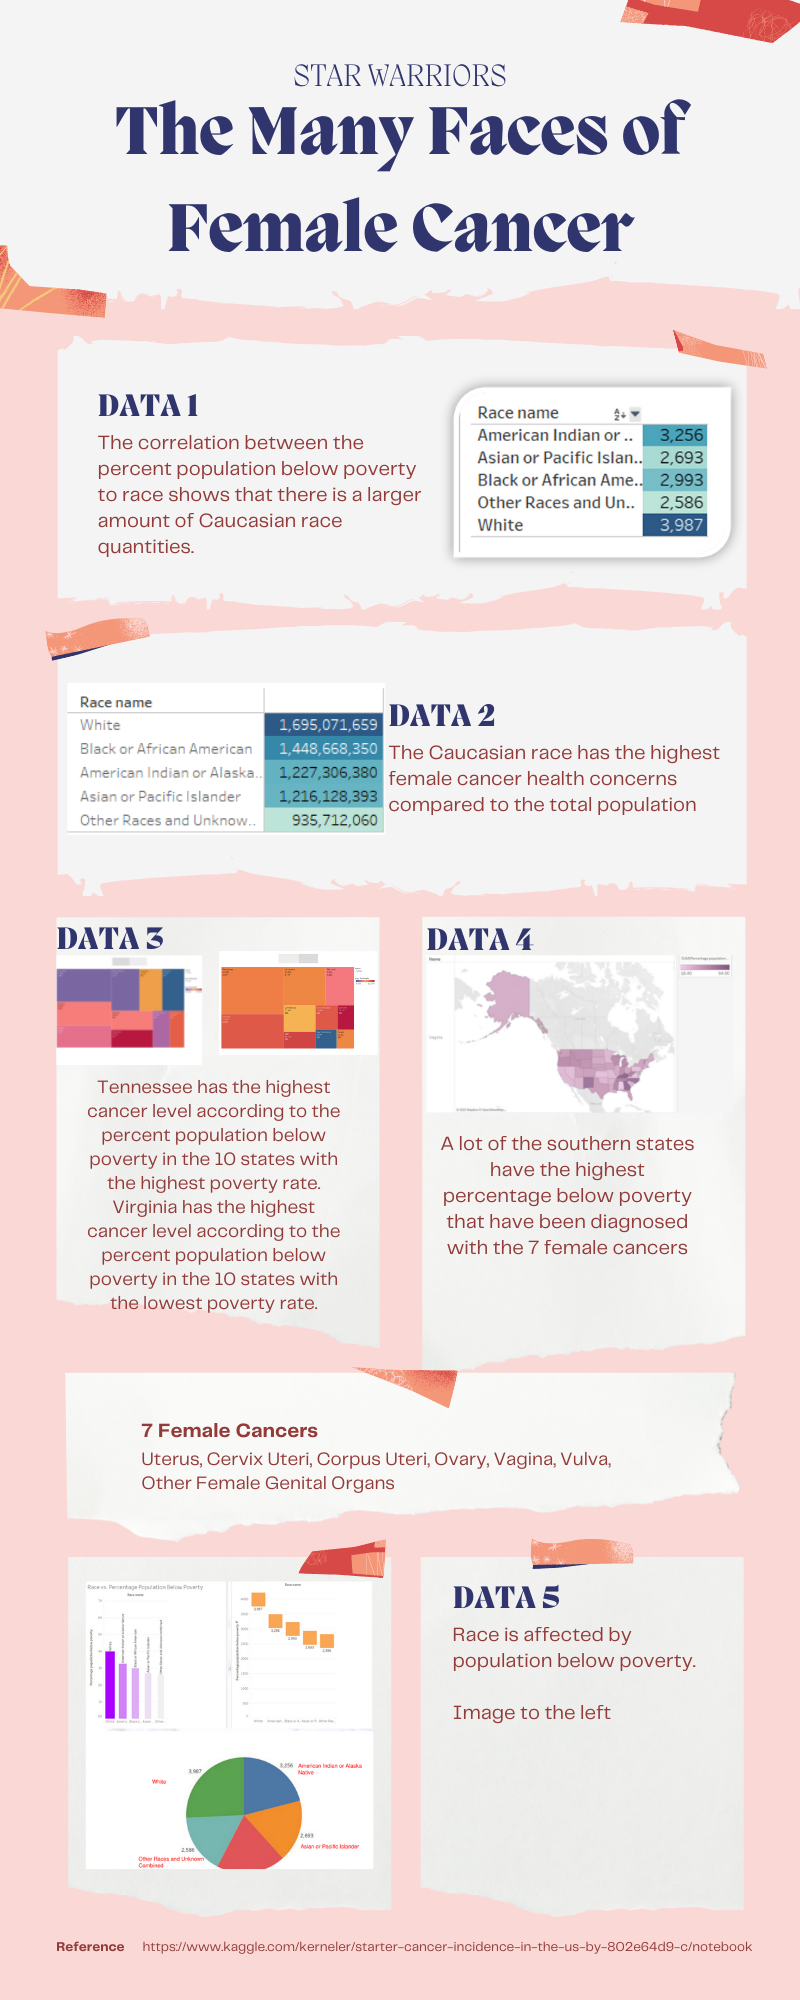 STAR WARRIORS
The Many Faces of
Female Cancer
DATA 1
The correlation between the
percent population below poverty
to race shows that there is a larger
amount of Caucasian race
quantities.
Race name
American Indian or .. 3,256
Asian or Pacific Islan.. 2,693
Black or African Ame.. 2,993
Other Races and Un.. 2,586
White 3,987
Race name
White 1,695,071,659
Black or African American 1,448,668,350
American Indian or Alaska.. 1,227,306,380
Asian or Pacific Islander 1,216,128,393
Other Races and Unknow.. 935,712,060
DATA 2
The Caucasian race has the highest
female cancer health concerns
compared to the total population
DATA 3
Tennessee has the highest
cancer level according to the
percent population below
poverty in the 10 states with
the highest poverty rate.
Virginia has the highest
cancer level according to the
percent population below
poverty in the 10 states with
the lowest poverty rate.
DATA 4
Name
Vagina
A lot of the southern states
have the highest
percentage below poverty
that have been diagnosed
with the 7 female cancers
7 Female Cancers
Uterus, Cervix Uteri, Corpus Uteri, Ovary, Vagina, Vulva,
Other Female Genital Organs
Race vs. Percentage Population Below Poverty
Race name
Race name
3,987
White
3,256
American Indian or Alaska
Native
2,693
Asian or Pacific Islander
2,586
Other Races and Unknown
Combined
DATA 5
Race is affected by
population below poverty.
Image to the left
Reference https://www.kaggle.com/kerneler/starter-cancer-incidence-in-the-us-by-802e64d9-c/notebook